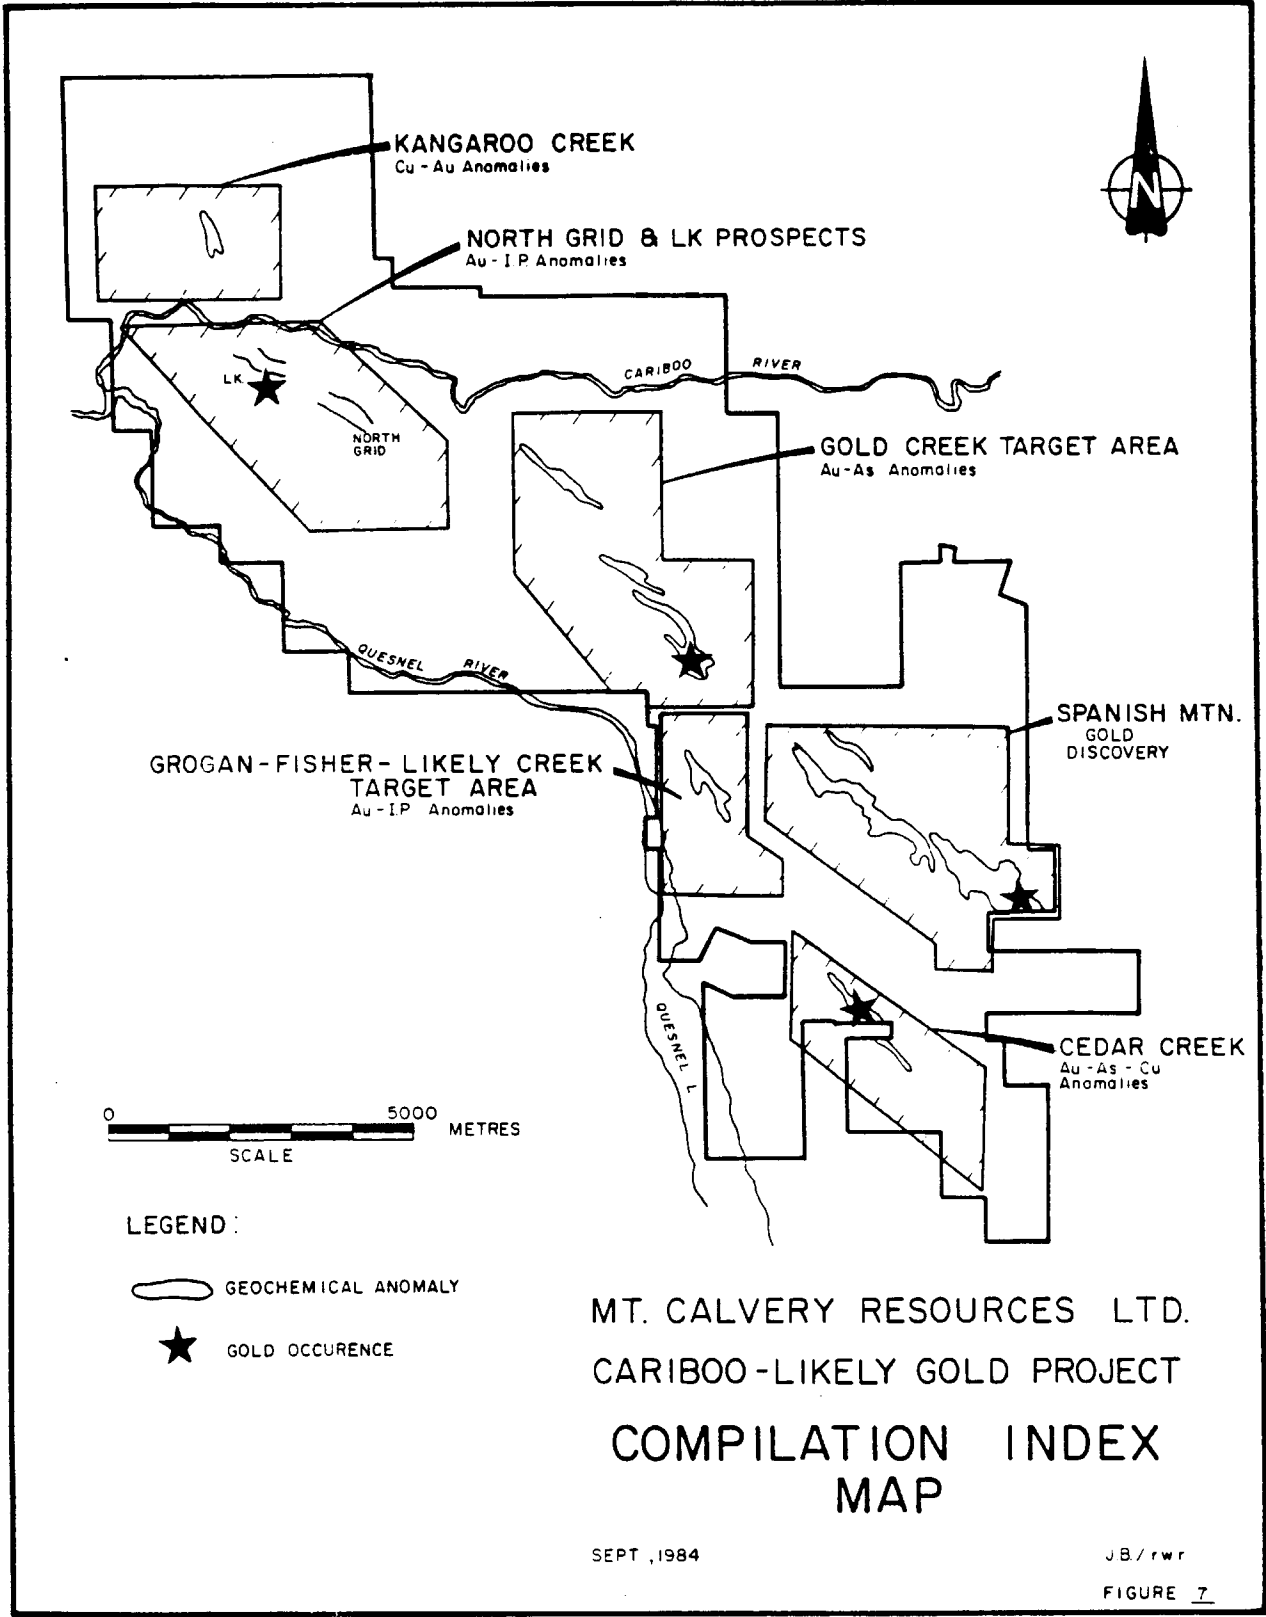 KANGAROO CREEK
Cu - Au Anomalies
N
NORTH GRID & LK PROSPECTS
Au - I.P. Anomalies
L.K.
NORTH
GRID
CARIBOO RIVER
GOLD CREEK TARGET AREA
Au-As Anomalies
QUESNEL RIVER
SPANISH MTN.
GOLD
DISCOVERY
GROGAN-FISHER-LIKELY CREEK
TARGET AREA
Au - I.P Anomalies
QUESNEL L
CEDAR CREEK
Au - As - Cu
Anomalies
0 5000
METRES
SCALE
LEGEND:
GEOCHEMICAL ANOMALY
GOLD OCCURENCE
MT. CALVERY RESOURCES LTD.
CARIBOO-LIKELY GOLD PROJECT
COMPILATION INDEX
MAP
SEPT ,1984
J.B./rwr
FIGURE 7